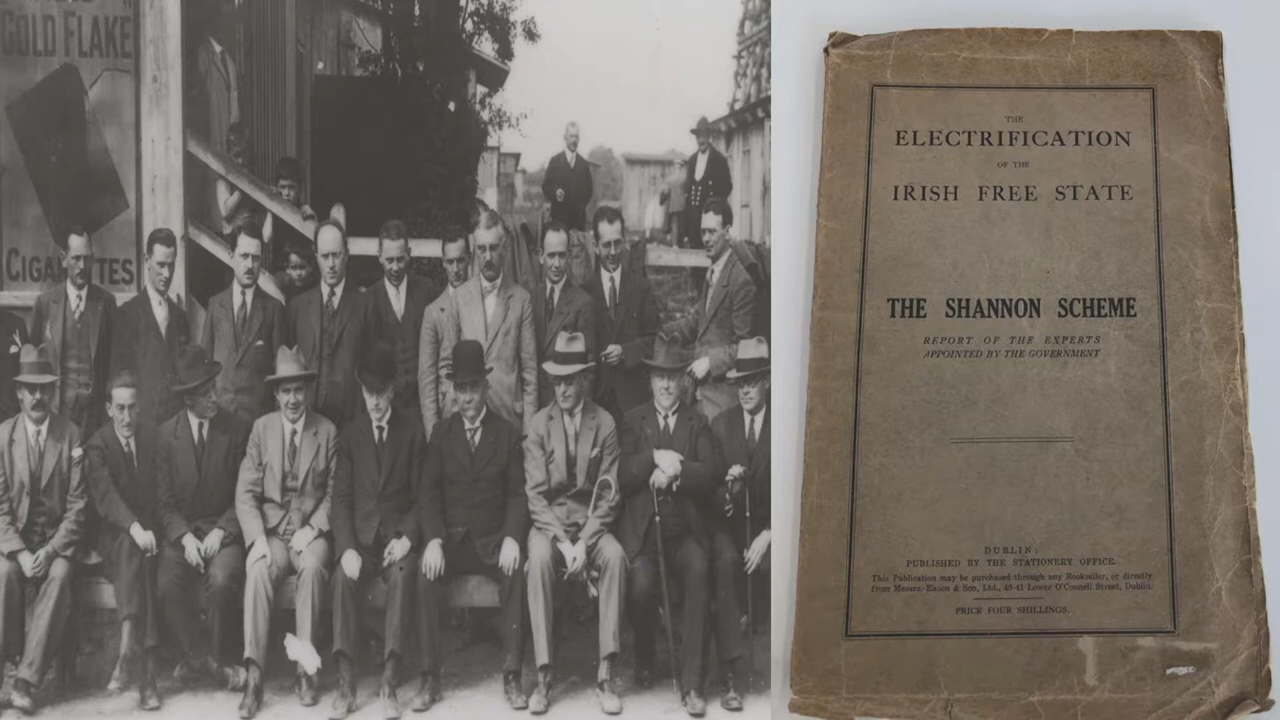 GOLD FLAKE
CIGARETTES
THE
ELECTRIFICATION
OF THE
IRISH FREE STATE
THE SHANNON SCHEME
REPORT OF THE EXPERTS
APPOINTED BY THE GOVERNMENT
DUBLIN:
PUBLISHED BY THE STATIONERY OFFICE.
This Publication may be purchased through any Bookseller, or directly
from Messrs. Eason & Son, Ltd., 40-41 Lower O'Connell Street, Dublin.
PRICE FOUR SHILLINGS.